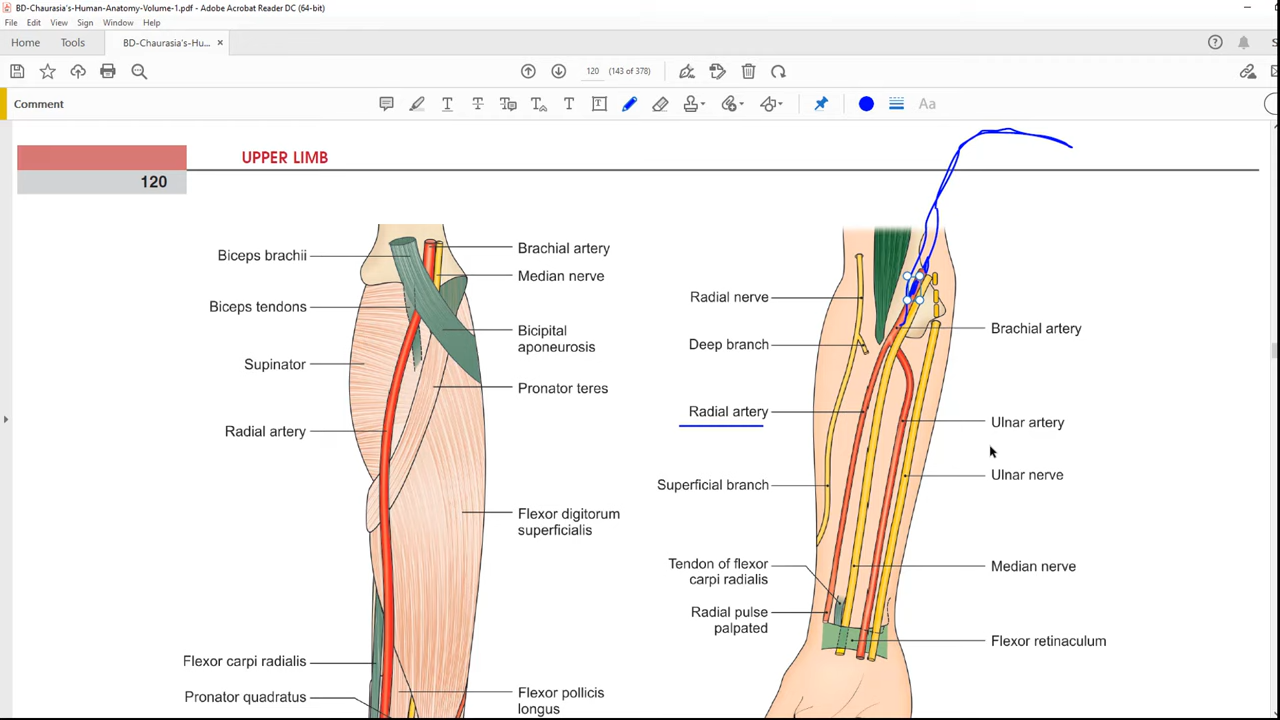 BD-Chaurasia's-Human-Anatomy-Volume-1.pdf - Adobe Acrobat Reader DC (64-bit)
File Edit View Sign Window Help
Home Tools BD-Chaurasia's-Hu... ×
120 (143 of 378)
Comment
UPPER LIMB
120
Biceps brachii
Biceps tendons
Supinator
Radial artery
Flexor carpi radialis
Pronator quadratus
Brachial artery
Median nerve
Bicipital
aponeurosis
Pronator teres
Flexor digitorum
superficialis
Flexor pollicis
longus
Radial nerve
Deep branch
Radial artery
Superficial branch
Tendon of flexor
carpi radialis
Radial pulse
palpated
Brachial artery
Ulnar artery
Ulnar nerve
Median nerve
Flexor retinaculum